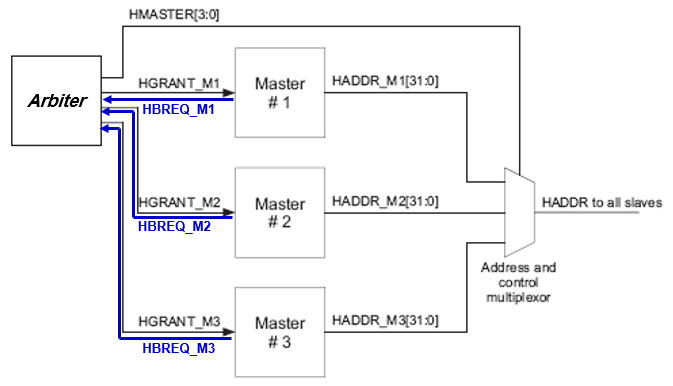 HMASTER[3:0]
Arbiter
HGRANT_M1
HBREQ_M1
Master
# 1
HADDR_M1[31:0]
HGRANT_M2
HBREQ_M2
Master
# 2
HADDR_M2[31:0]
HADDR to all slaves
Address and
control
multiplexor
HGRANT_M3
HBREQ_M3
Master
# 3
HADDR_M3[31:0]